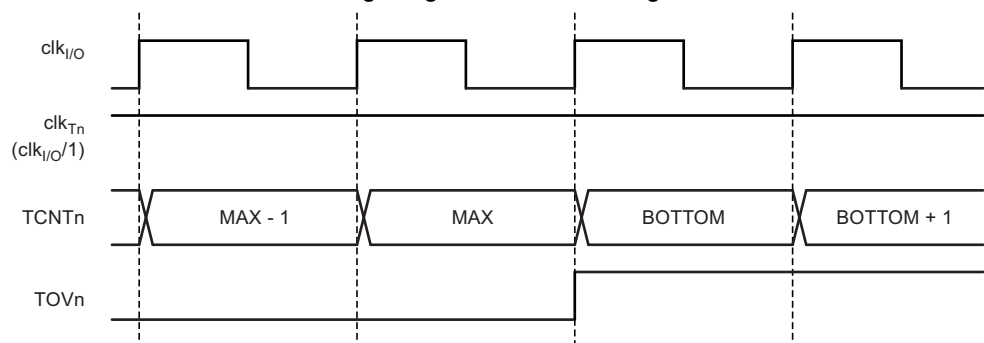 clkI/O
clkTn
(clkI/O/1)
TCNTn
MAX - 1
MAX
BOTTOM
BOTTOM + 1
TOVn